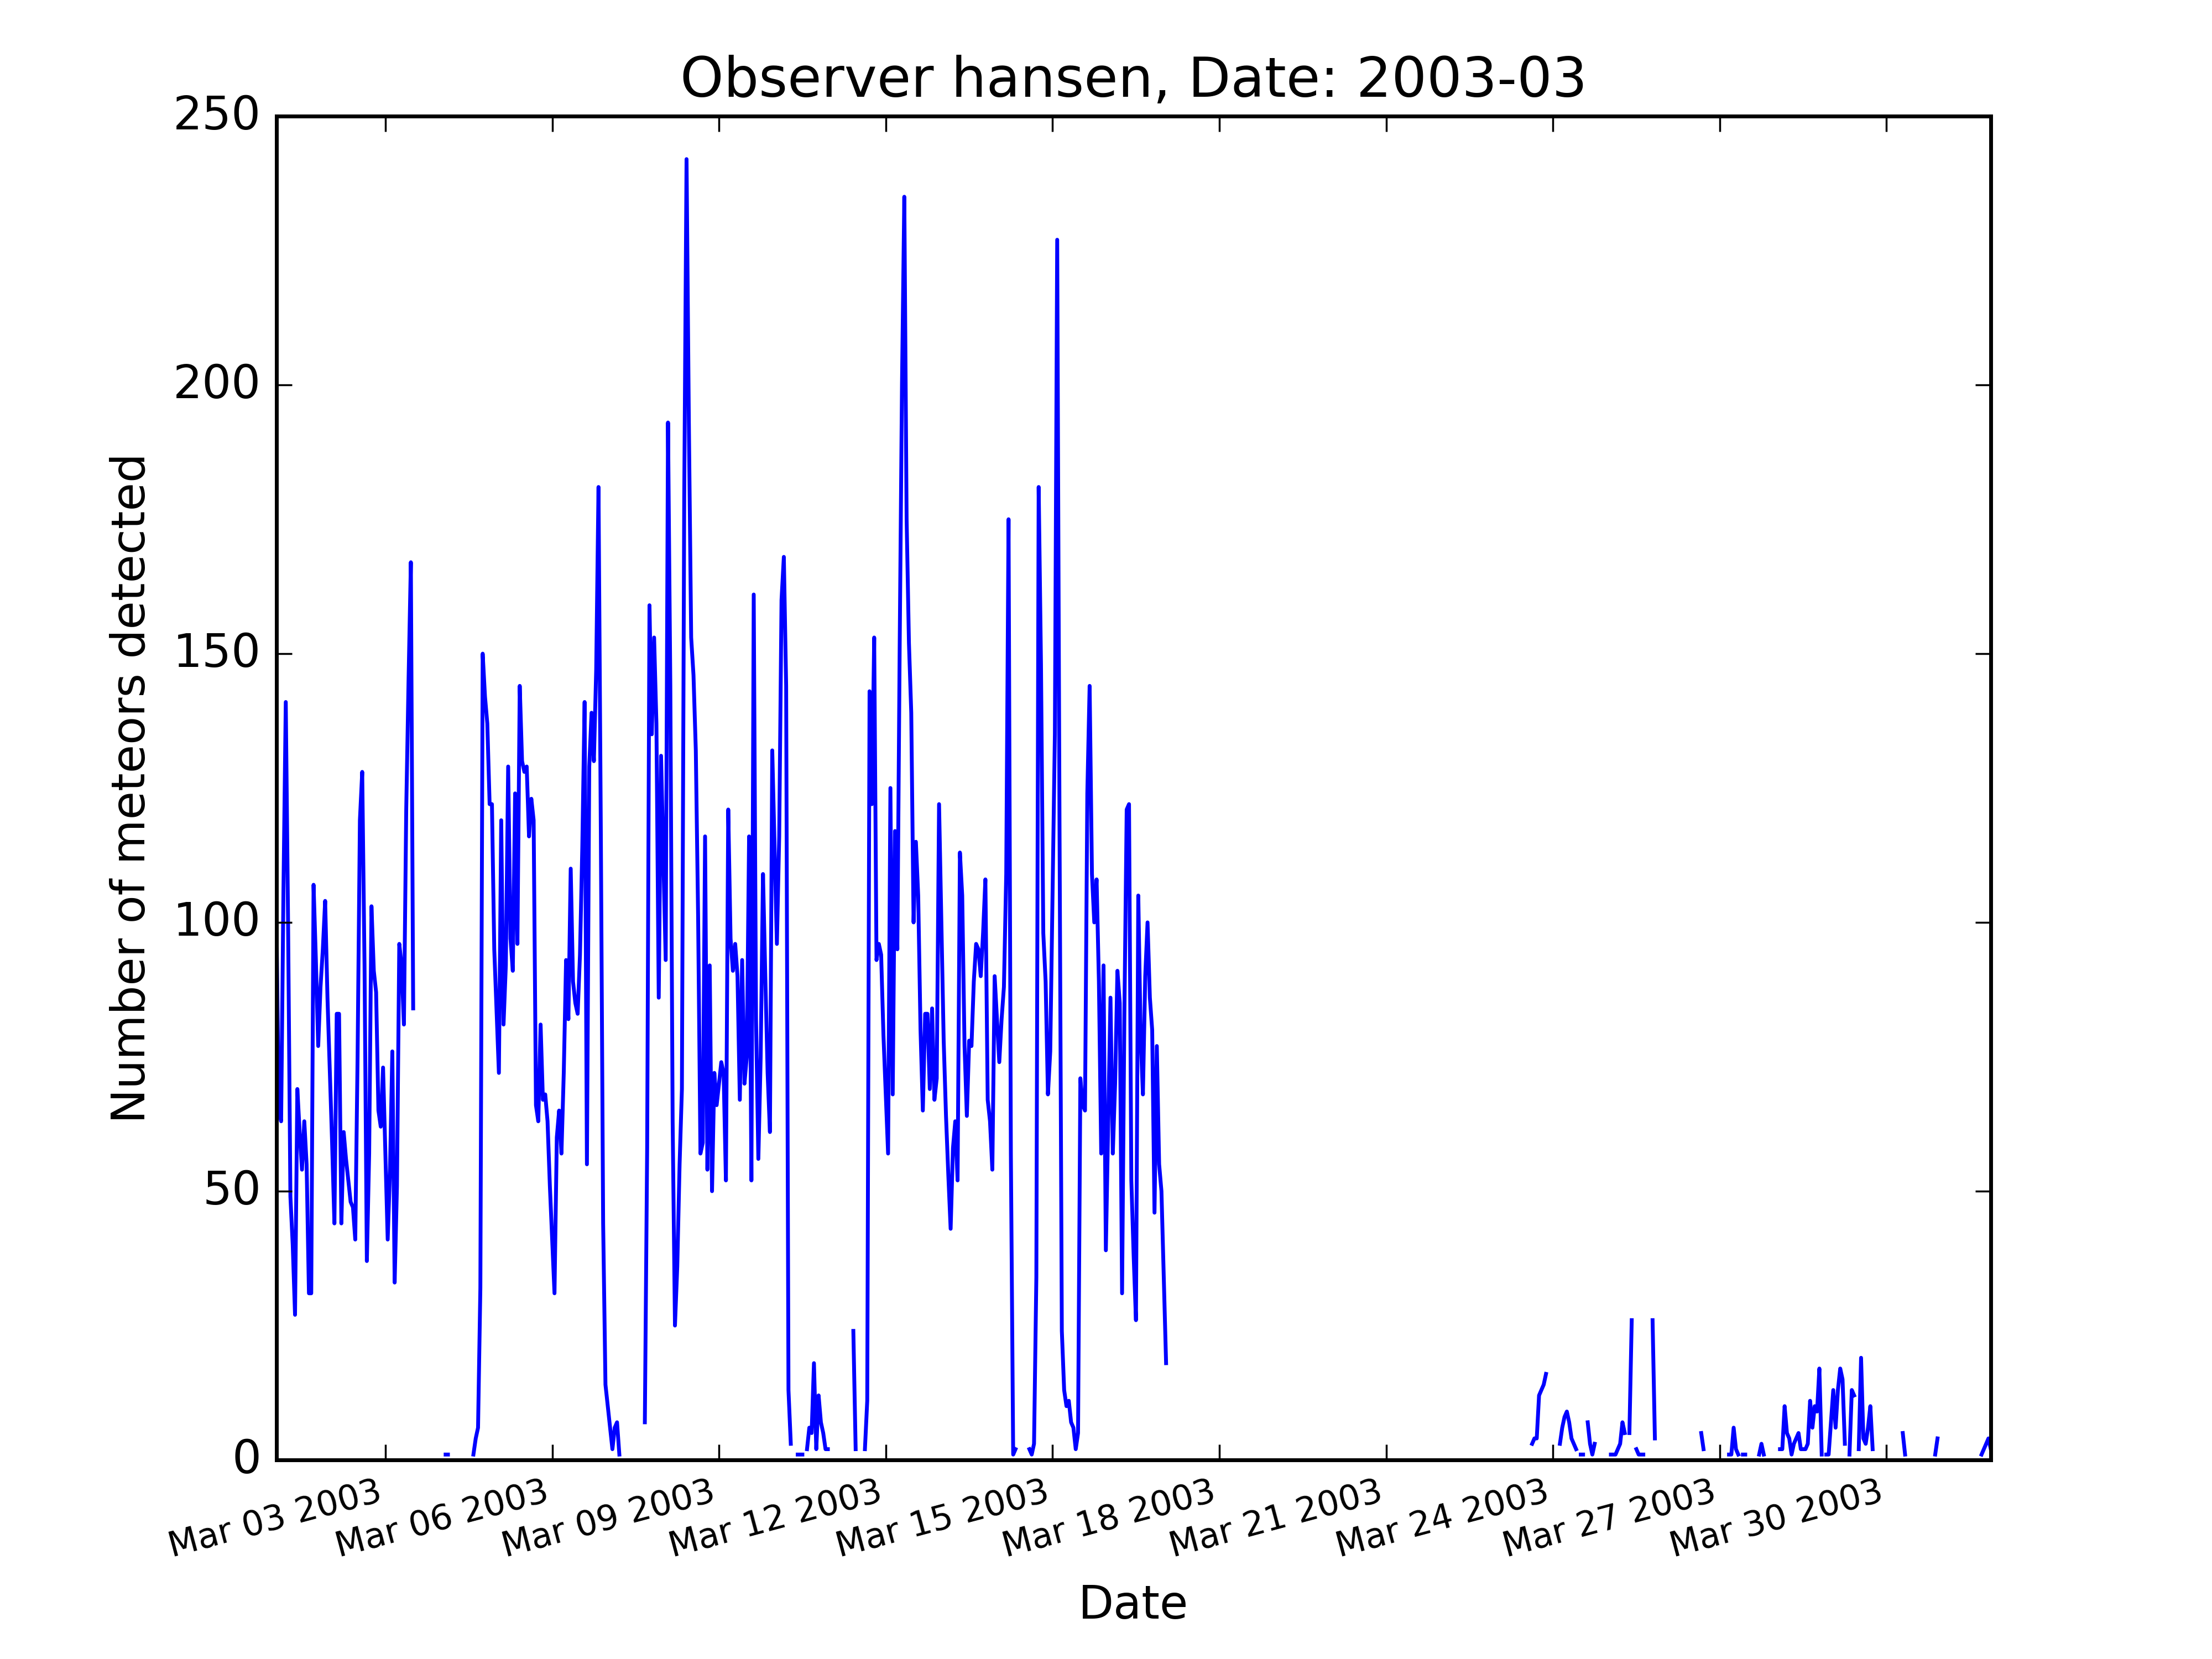 Observer hansen, Date: 2003-03
Number of meteors detected
250
200
150
100
50
0
Mar 03 2003
Mar 06 2003
Mar 09 2003
Mar 12 2003
Mar 15 2003
Mar 18 2003
Mar 21 2003
Mar 24 2003
Mar 27 2003
Mar 30 2003
Date